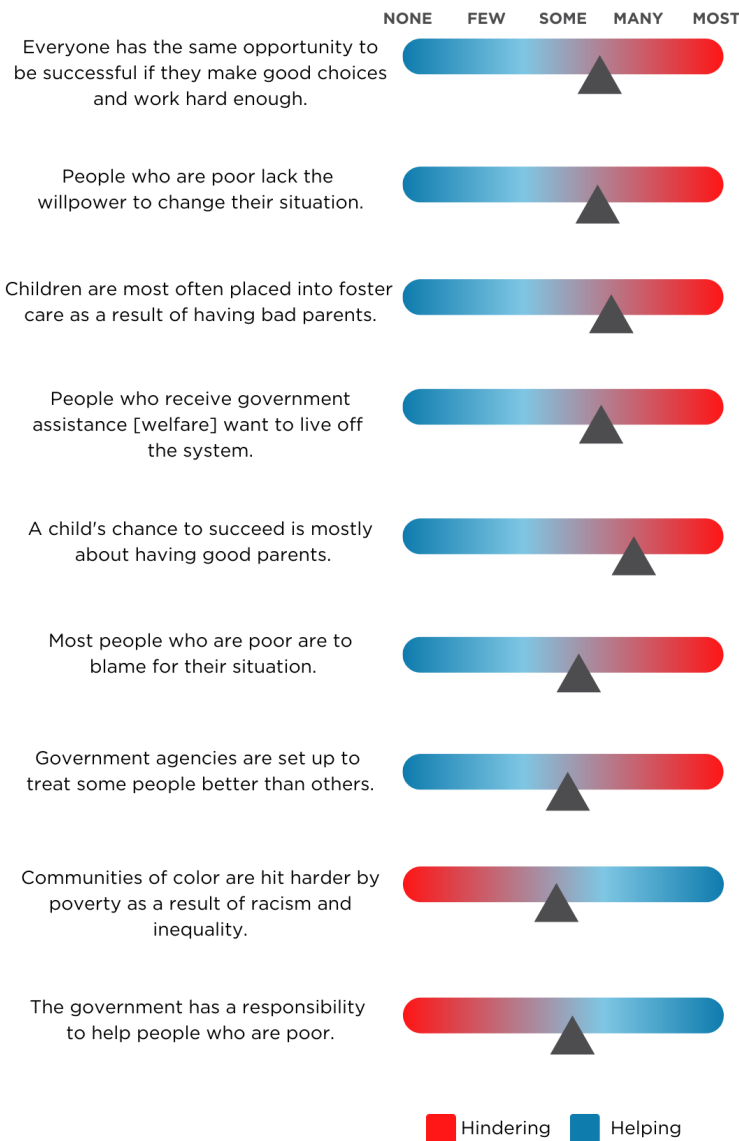 NONE FEW SOME MANY MOST
Everyone has the same opportunity to
be successful if they make good choices
and work hard enough.
People who are poor lack the
willpower to change their situation.
Children are most often placed into foster
care as a result of having bad parents.
People who receive government
assistance [welfare] want to live off
the system.
A child's chance to succeed is mostly
about having good parents.
Most people who are poor are to
blame for their situation.
Government agencies are set up to
treat some people better than others.
Communities of color are hit harder by
poverty as a result of racism and
inequality.
The government has a responsibility
to help people who are poor.
Hindering Helping